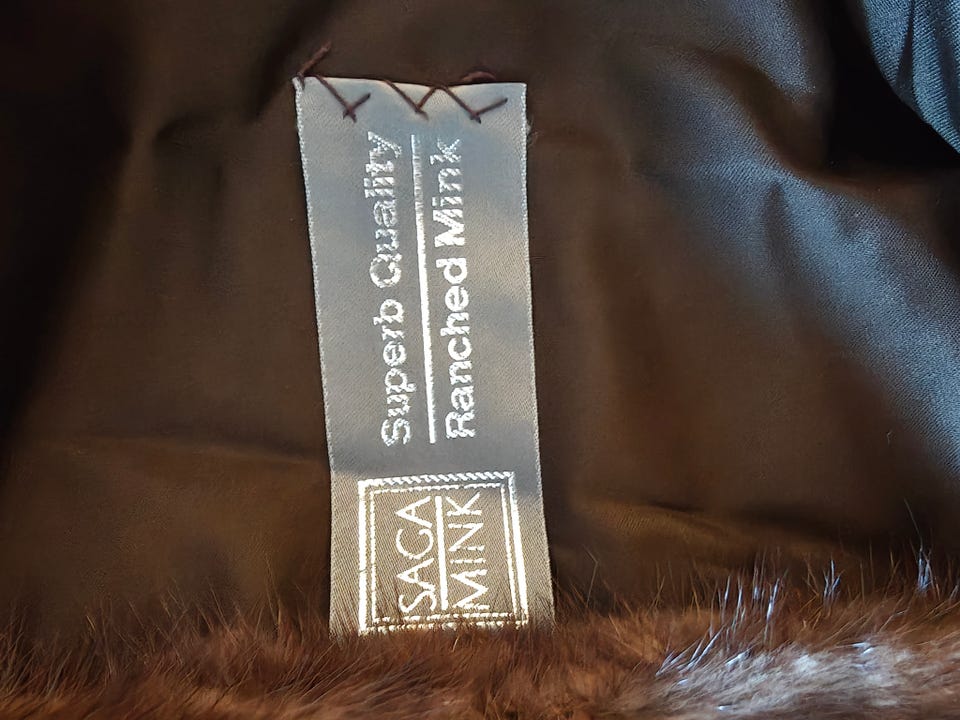 SAGA
MINK
Superb Quality
Ranched Mink